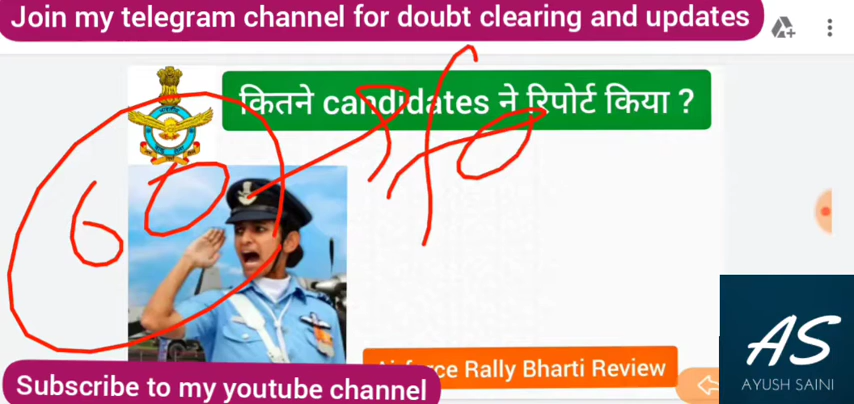 Join my telegram channel for doubt clearing and updates
कितने candidates ने रिपोर्ट किया ?
60
Rally Bharti Review
AS
AYUSH SAINI
Subscribe to my youtube channel